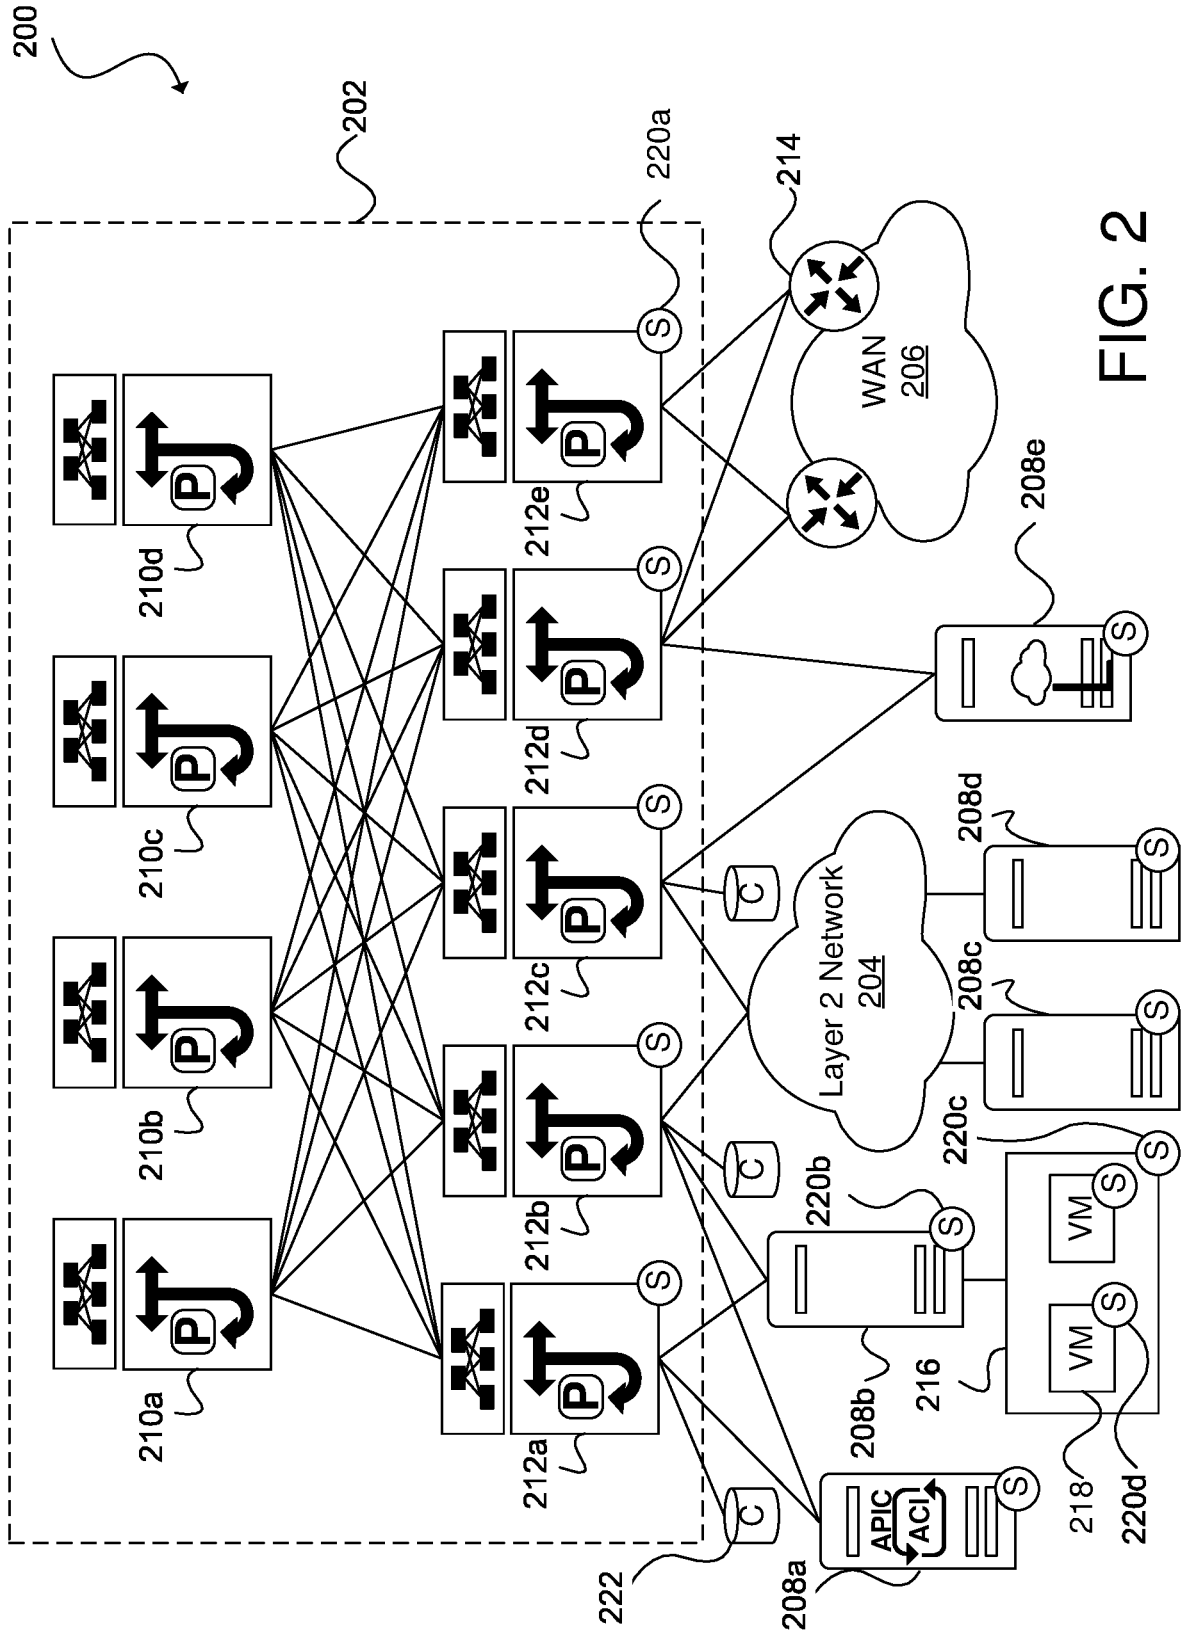 200
210a
210b
210c
210d
P
P
P
P
202
212a
212b
212c
212d
212e
P
P
P
P
P
222
S
S
S
S
S
220a
C
C
C
208a
214
220b
Layer 2 Network
204
208b
WAN
206
APIC
ACI
216
S
220c
208c
208d
S
208e
218
VM
VM
S
S
S
220d
FIG. 2
S
S
S